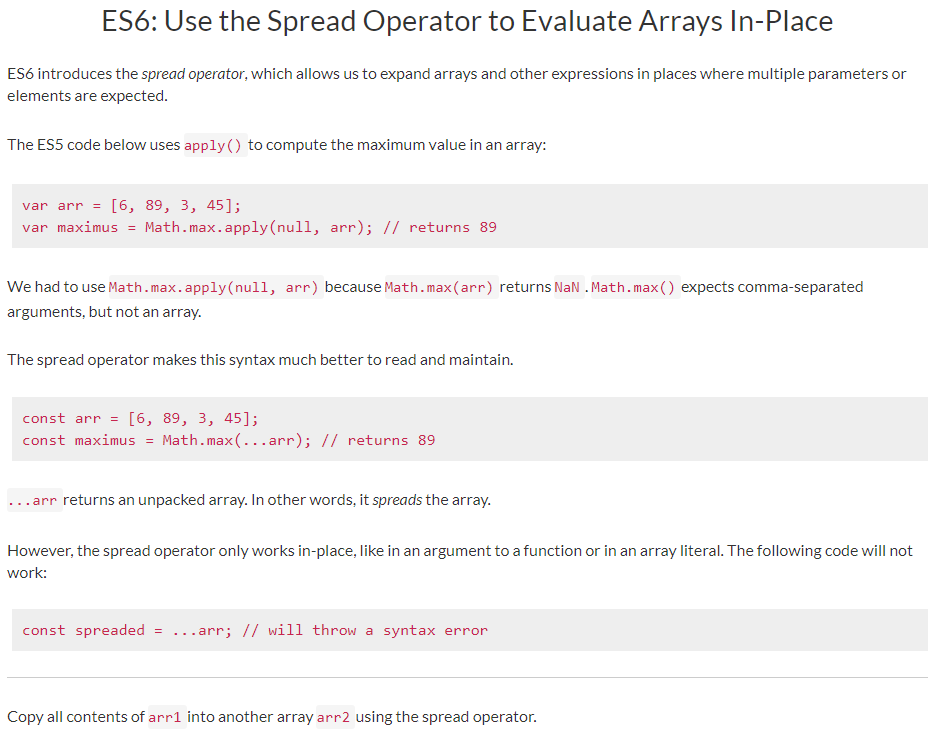 ES6: Use the Spread Operator to Evaluate Arrays In-Place
ES6 introduces the spread operator, which allows us to expand arrays and other expressions in places where multiple parameters or
elements are expected.
The ES5 code below uses apply() to compute the maximum value in an array:
var arr = [6, 89, 3, 45];
var maximus = Math.max.apply(null, arr); // returns 89
We had to use Math.max.apply(null, arr) because Math.max(arr) returns NaN . Math.max() expects comma-separated
arguments, but not an array.
The spread operator makes this syntax much better to read and maintain.
const arr = [6, 89, 3, 45];
const maximus = Math.max(...arr); // returns 89
...arr returns an unpacked array. In other words, it spreads the array.
However, the spread operator only works in-place, like in an argument to a function or in an array literal. The following code will not
work:
const spreaded = ...arr; // will throw a syntax error
Copy all contents of arr1 into another array arr2 using the spread operator.